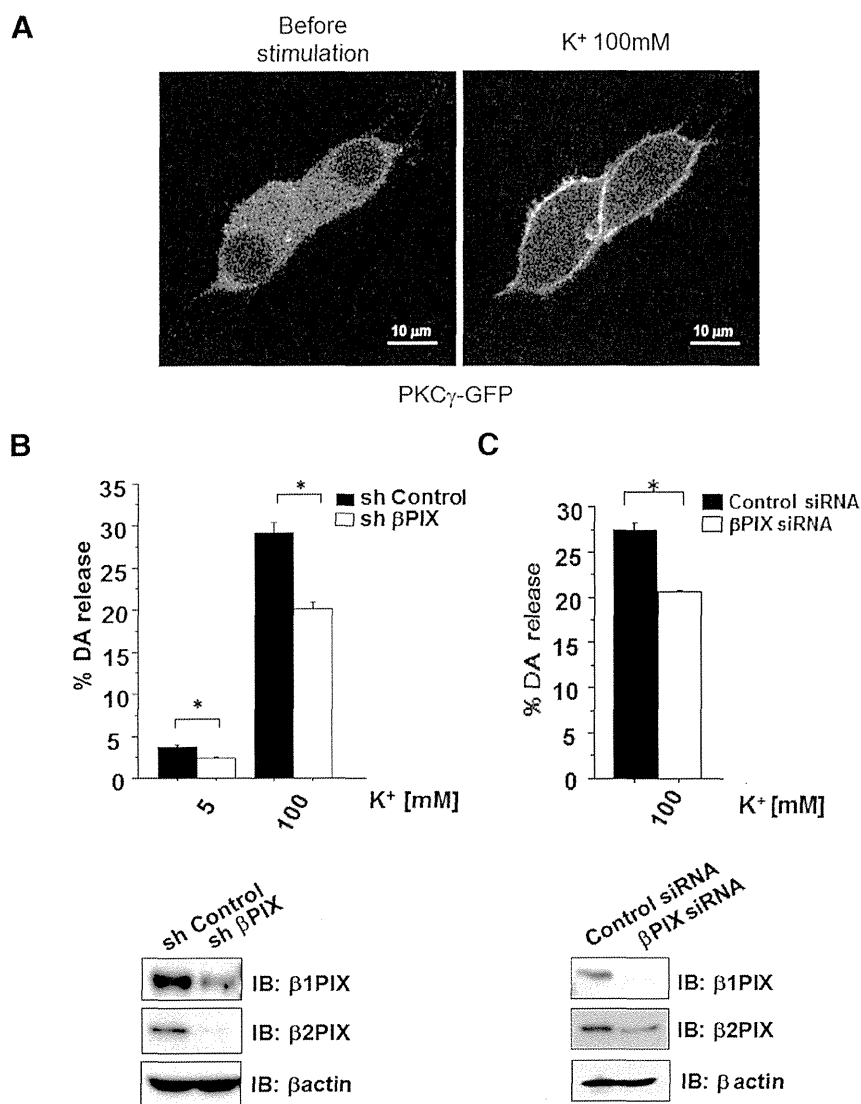 A
Before
stimulation
K+ 100mM
10 µm
10 µm
PKCγ-GFP
B
35
30
25
20
15
10
5
0
% DA release
*
*
sh Control
sh βPIX
5
100
K+ [mM]
C
30
25
20
15
10
5
0
% DA release
*
Control siRNA
βPIX siRNA
100
K+ [mM]
sh Control
sh βPIX
IB: β1PIX
IB: β2PIX
IB: βactin
Control siRNA
βPIX siRNA
IB: β1PIX
IB: β2PIX
IB: β actin